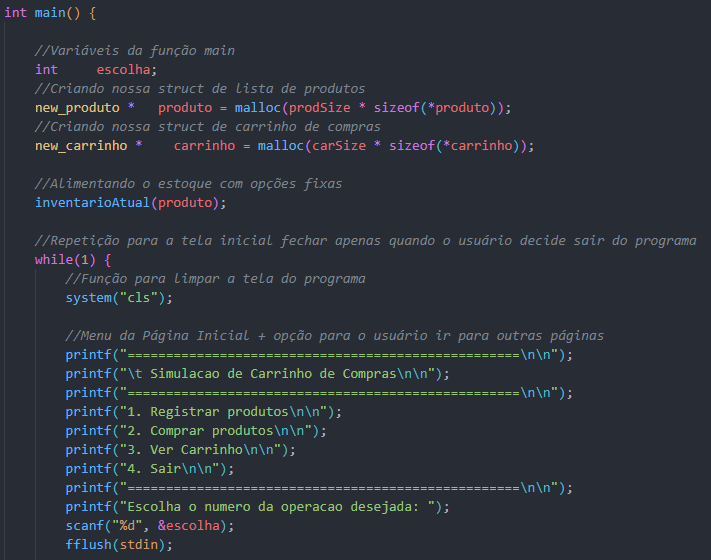 int main() {
//Variáveis da função main
int escolha;
//Criando nossa struct de lista de produtos
new_produto * produto = malloc(prodSize * sizeof(*produto));
//Criando nossa struct de carrinho de compras
new_carrinho * carrinho = malloc(carSize * sizeof(*carrinho));
//Alimentando o estoque com opções fixas
inventarioAtual(produto);
//Repetição para a tela inicial fechar apenas quando o usuário decide sair do programa
while(1) {
//Função para limpar a tela do programa
system("cls");
//Menu da Página Inicial + opção para o usuário ir para outras páginas
printf("===================================================\n\n");
printf("\t Simulacao de Carrinho de Compras\n\n");
printf("===================================================\n\n");
printf("1. Registrar produtos\n\n");
printf("2. Comprar produtos\n\n");
printf("3. Ver Carrinho\n\n");
printf("4. Sair\n\n");
printf("===================================================\n\n");
printf("Escolha o numero da operacao desejada: ");
scanf("%d", &escolha);
fflush(stdin);